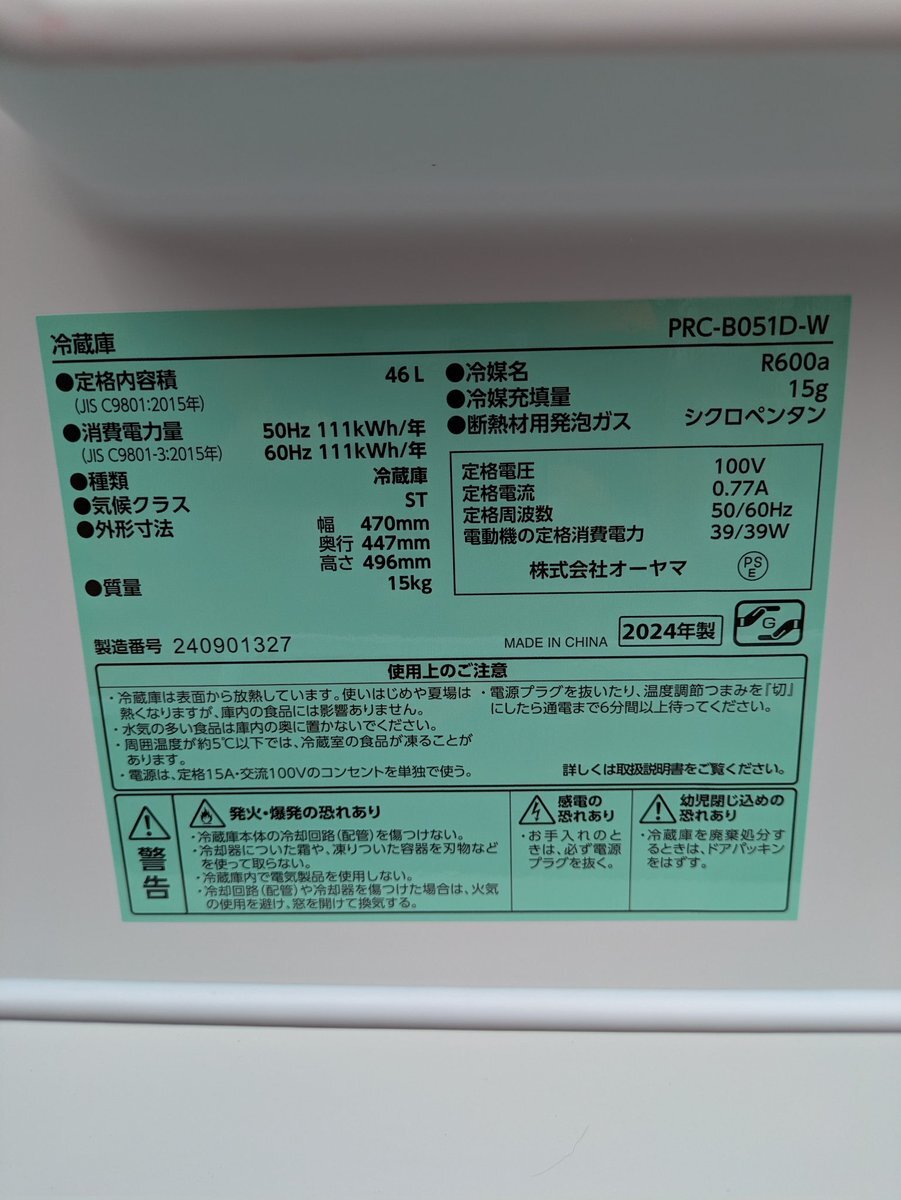 冷蔵庫
PRC-B051D-W
●定格内容積 46L
(JIS C9801:2015年)
●消費電力量 50Hz 111kWh/年
(JIS C9801-3:2015年) 60Hz 111kWh/年
●種類 冷蔵庫
●気候クラス ST
●外形寸法 幅 470mm
奥行 447mm
高さ 496mm
●質量 15kg
●冷媒名 R600a
●冷媒充填量 15g
●断熱材用発泡ガス シクロペンタン
定格電圧 100V
定格電流 0.77A
定格周波数 50/60Hz
電動機の定格消費電力 39/39W
株式会社オーヤマ PSE
製造番号 240901327
MADE IN CHINA
2024年製
G
使用上のご注意
・冷蔵庫は表面から放熱しています。使いはじめや夏場は
熱くなりますが、庫内の食品には影響ありません。
・水気の多い食品は庫内の奥に置かないでください。
・周囲温度が約5℃以下では、冷蔵室の食品が凍ることが
あります。
・電源は、定格15A・交流100Vのコンセントを単独で使う。
・電源プラグを抜いたり、温度調節つまみを『切』
にしたら通電まで6分間以上待ってください。
詳しくは取扱説明書をご覧ください。
警告
発火・爆発の恐れあり
・冷蔵庫本体の冷却回路(配管)を傷つけない。
・冷却器についた霜や、凍りついた容器を刃物など
を使って取らない。
・冷蔵庫内で電気製品を使用しない。
・冷却回路(配管)や冷却器を傷つけた場合は、火気
の使用を避け、窓を開けて換気する。
感電の
恐れあり
・お手入れのと
きは、必ず電源
プラグを抜く。
幼児閉じ込めの
恐れあり
・冷蔵庫を廃棄処分す
るときは、ドアパッキン
をはずす。